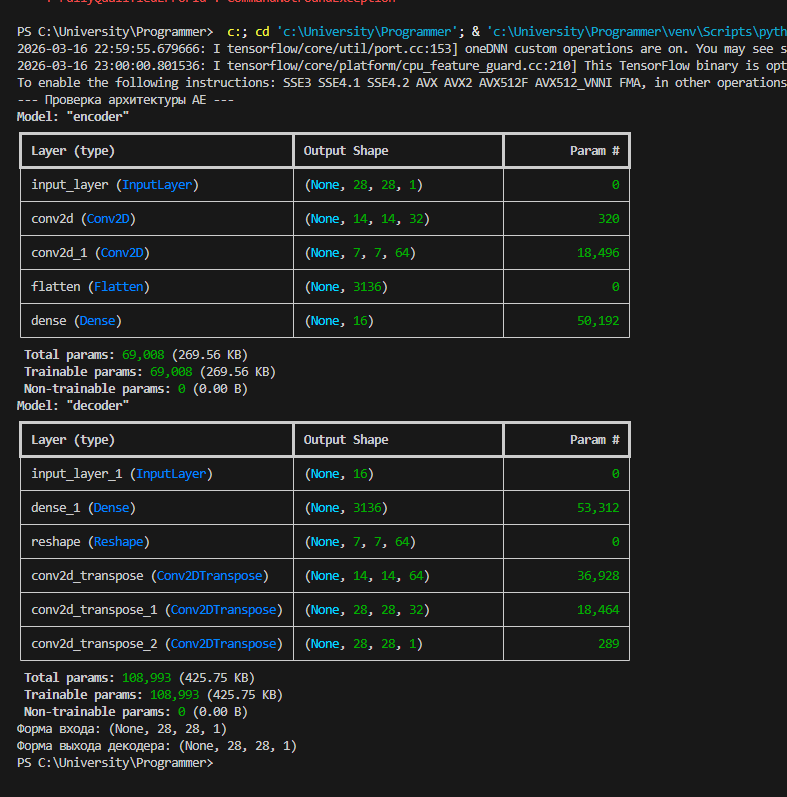 + FullyQualifiedErrorId : CommandNotFoundException
PS C:\University\Programmer>  c:; cd 'c:\University\Programmer'; & 'c:\University\Programmer\venv\Scripts\pyth
2026-03-16 22:59:55.679666: I tensorflow/core/util/port.cc:153] oneDNN custom operations are on. You may see s
2026-03-16 23:00:00.801536: I tensorflow/core/platform/cpu_feature_guard.cc:210] This TensorFlow binary is opt
To enable the following instructions: SSE3 SSE4.1 SSE4.2 AVX AVX2 AVX512F AVX512_VNNI FMA, in other operations
--- Проверка архитектуры AE ---
Model: "encoder"
Layer (type) Output Shape Param #
input_layer (InputLayer) (None, 28, 28, 1) 0
conv2d (Conv2D) (None, 14, 14, 32) 320
conv2d_1 (Conv2D) (None, 7, 7, 64) 18,496
flatten (Flatten) (None, 3136) 0
dense (Dense) (None, 16) 50,192
Total params: 69,008 (269.56 KB)
Trainable params: 69,008 (269.56 KB)
Non-trainable params: 0 (0.00 B)
Model: "decoder"
Layer (type) Output Shape Param #
input_layer_1 (InputLayer) (None, 16) 0
dense_1 (Dense) (None, 3136) 53,312
reshape (Reshape) (None, 7, 7, 64) 0
conv2d_transpose (Conv2DTranspose) (None, 14, 14, 64) 36,928
conv2d_transpose_1 (Conv2DTranspose) (None, 28, 28, 32) 18,464
conv2d_transpose_2 (Conv2DTranspose) (None, 28, 28, 1) 289
Total params: 108,993 (425.75 KB)
Trainable params: 108,993 (425.75 KB)
Non-trainable params: 0 (0.00 B)
Форма входа: (None, 28, 28, 1)
Форма выхода декодера: (None, 28, 28, 1)
PS C:\University\Programmer>